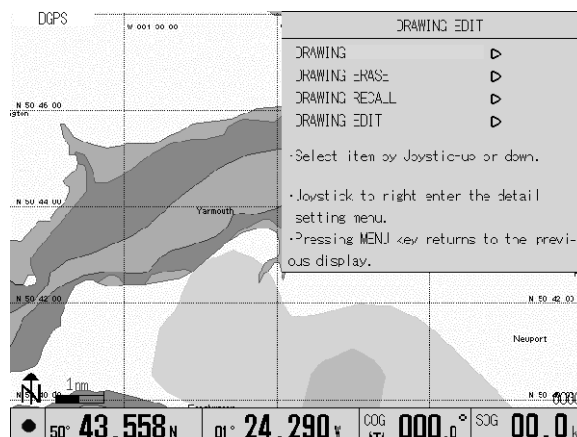 DGPS
W 001 00 00
DRAWING EDIT
DRAWING
DRAWING ERASE
DRAWING RECALL
DRAWING EDIT
·Select item by Joystic-up or down.
·Joystick to right enter the detail
setting menu.
·Pressing MENU key returns to the previ-
ous display.
N 50 46 00
N 50 44 00
Yarmouth
N 50 42 00
N 50 42 00
Newport
1nm
N
50° 43.558 N
01° 24.290
COG
000.0°
SOG
00.0